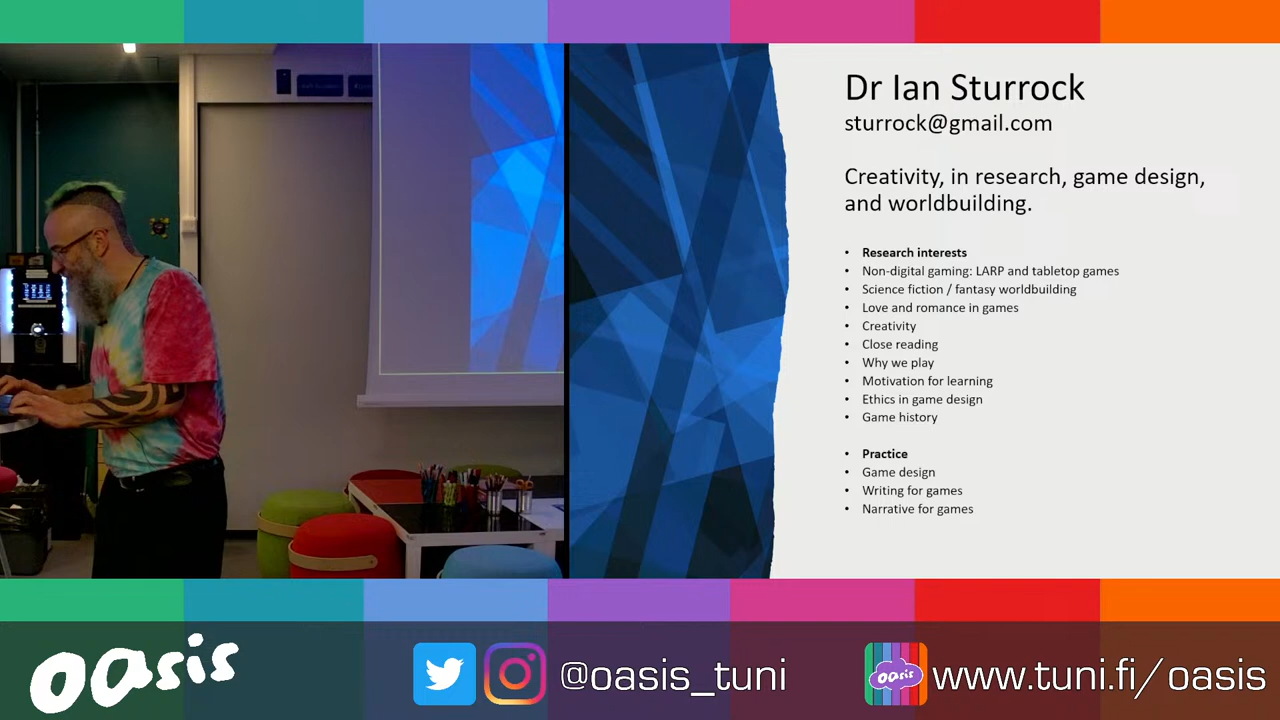 Dr Ian Sturrock
sturrock@gmail.com
Creativity, in research, game design,
and worldbuilding.
• Research interests
• Non-digital gaming: LARP and tabletop games
• Science fiction / fantasy worldbuilding
• Love and romance in games
• Creativity
• Close reading
• Why we play
• Motivation for learning
• Ethics in game design
• Game history
• Practice
• Game design
• Writing for games
• Narrative for games
oasis
@oasis_tuni
oasis
www.tuni.fi/oasis